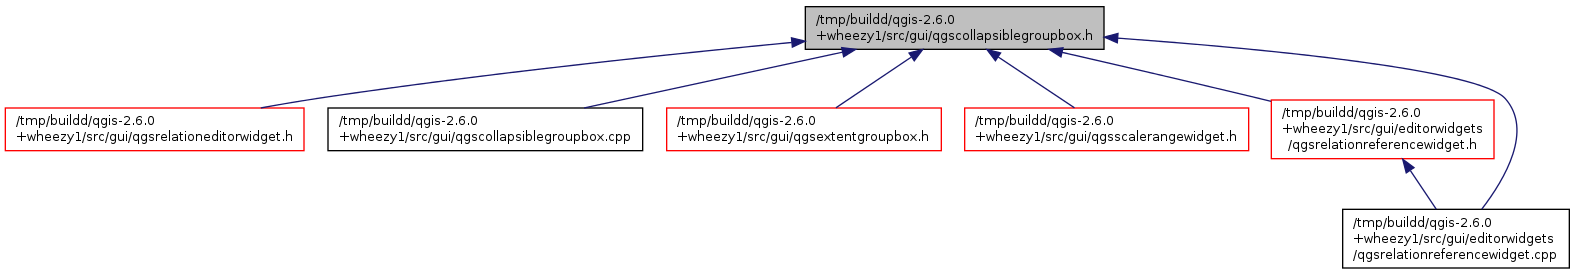 /tmp/buildd/qgis-2.6.0
+wheezy1/src/gui/qgscollapsiblegroupbox.h
/tmp/buildd/qgis-2.6.0
+wheezy1/src/gui/qgsrelationeditorwidget.h
/tmp/buildd/qgis-2.6.0
+wheezy1/src/gui/qgscollapsiblegroupbox.cpp
/tmp/buildd/qgis-2.6.0
+wheezy1/src/gui/qgsextentgroupbox.h
/tmp/buildd/qgis-2.6.0
+wheezy1/src/gui/qgsscalerangewidget.h
/tmp/buildd/qgis-2.6.0
+wheezy1/src/gui/editorwidgets
/qgsrelationreferencewidget.h
/tmp/buildd/qgis-2.6.0
+wheezy1/src/gui/editorwidgets
/qgsrelationreferencewidget.cpp